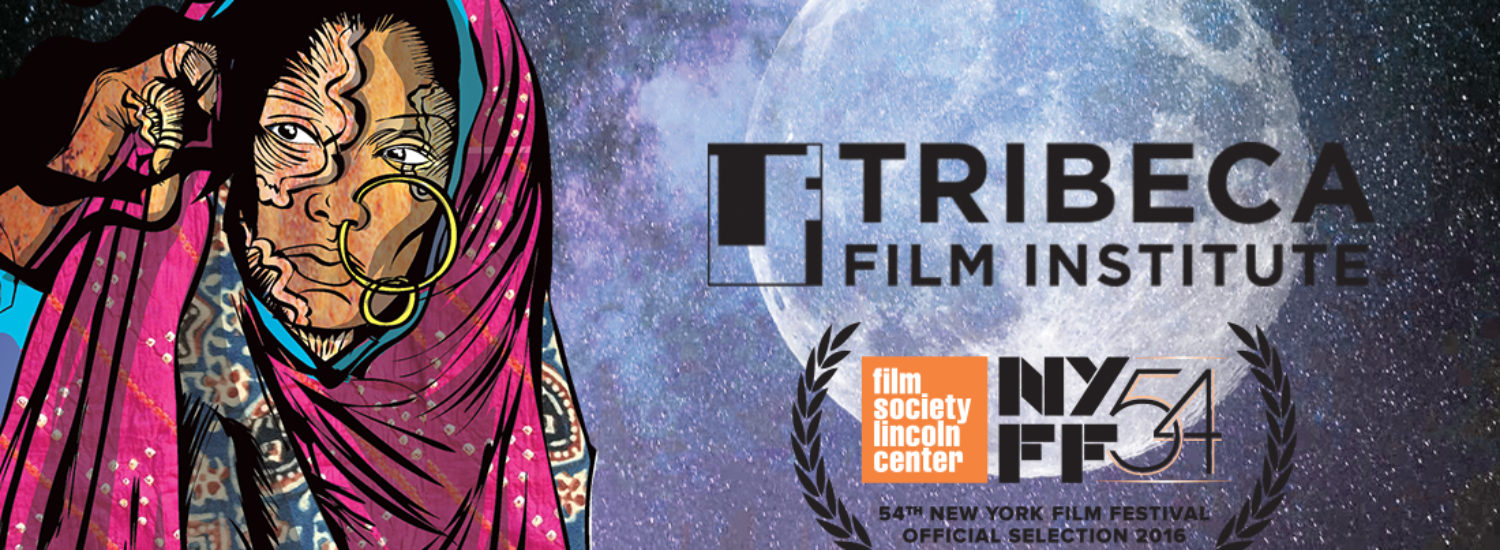 TRIBECA
FILM INSTITUTE
film
society
lincoln
center
NY
FF
54
54TH NEW YORK FILM FESTIVAL
OFFICIAL SELECTION 2016